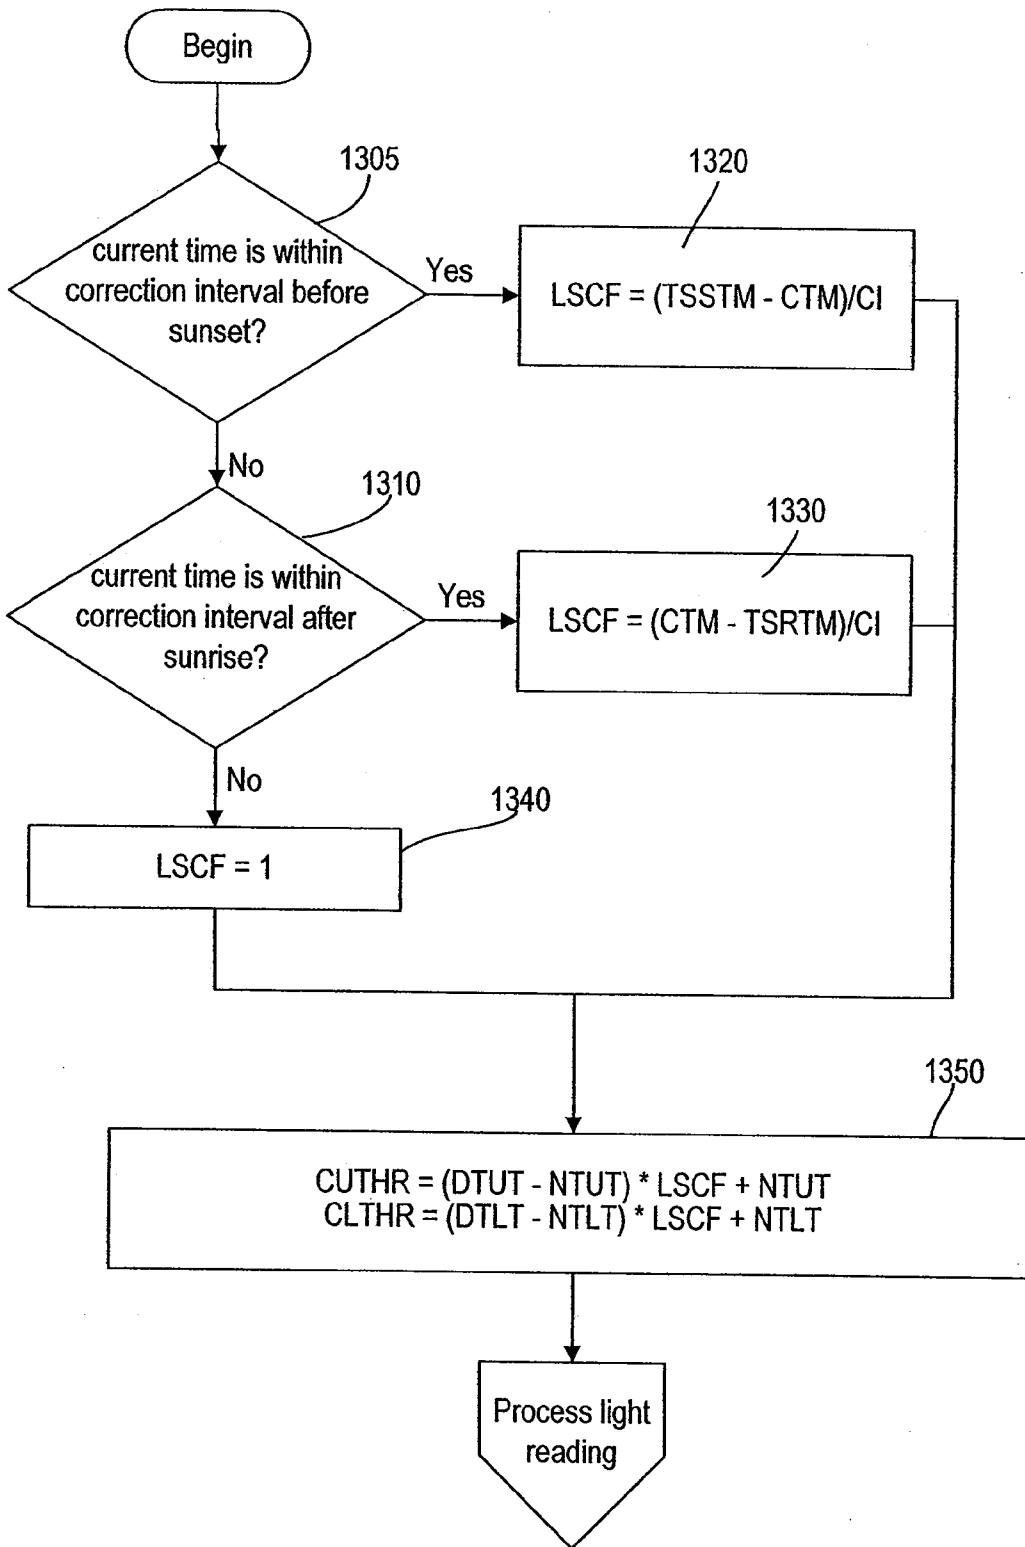 Begin
1305
current time is within
correction interval before
sunset?
Yes
1320
LSCF = (TSSTM - CTM)/CI
No
1310
current time is within
correction interval after
sunrise?
Yes
1330
LSCF = (CTM - TSRTM)/CI
No
1340
LSCF = 1
1350
CUTHR = (DTUT - NTUT) * LSCF + NTUT
CLTHR = (DTLT - NTLT) * LSCF + NTLT
Process light
reading